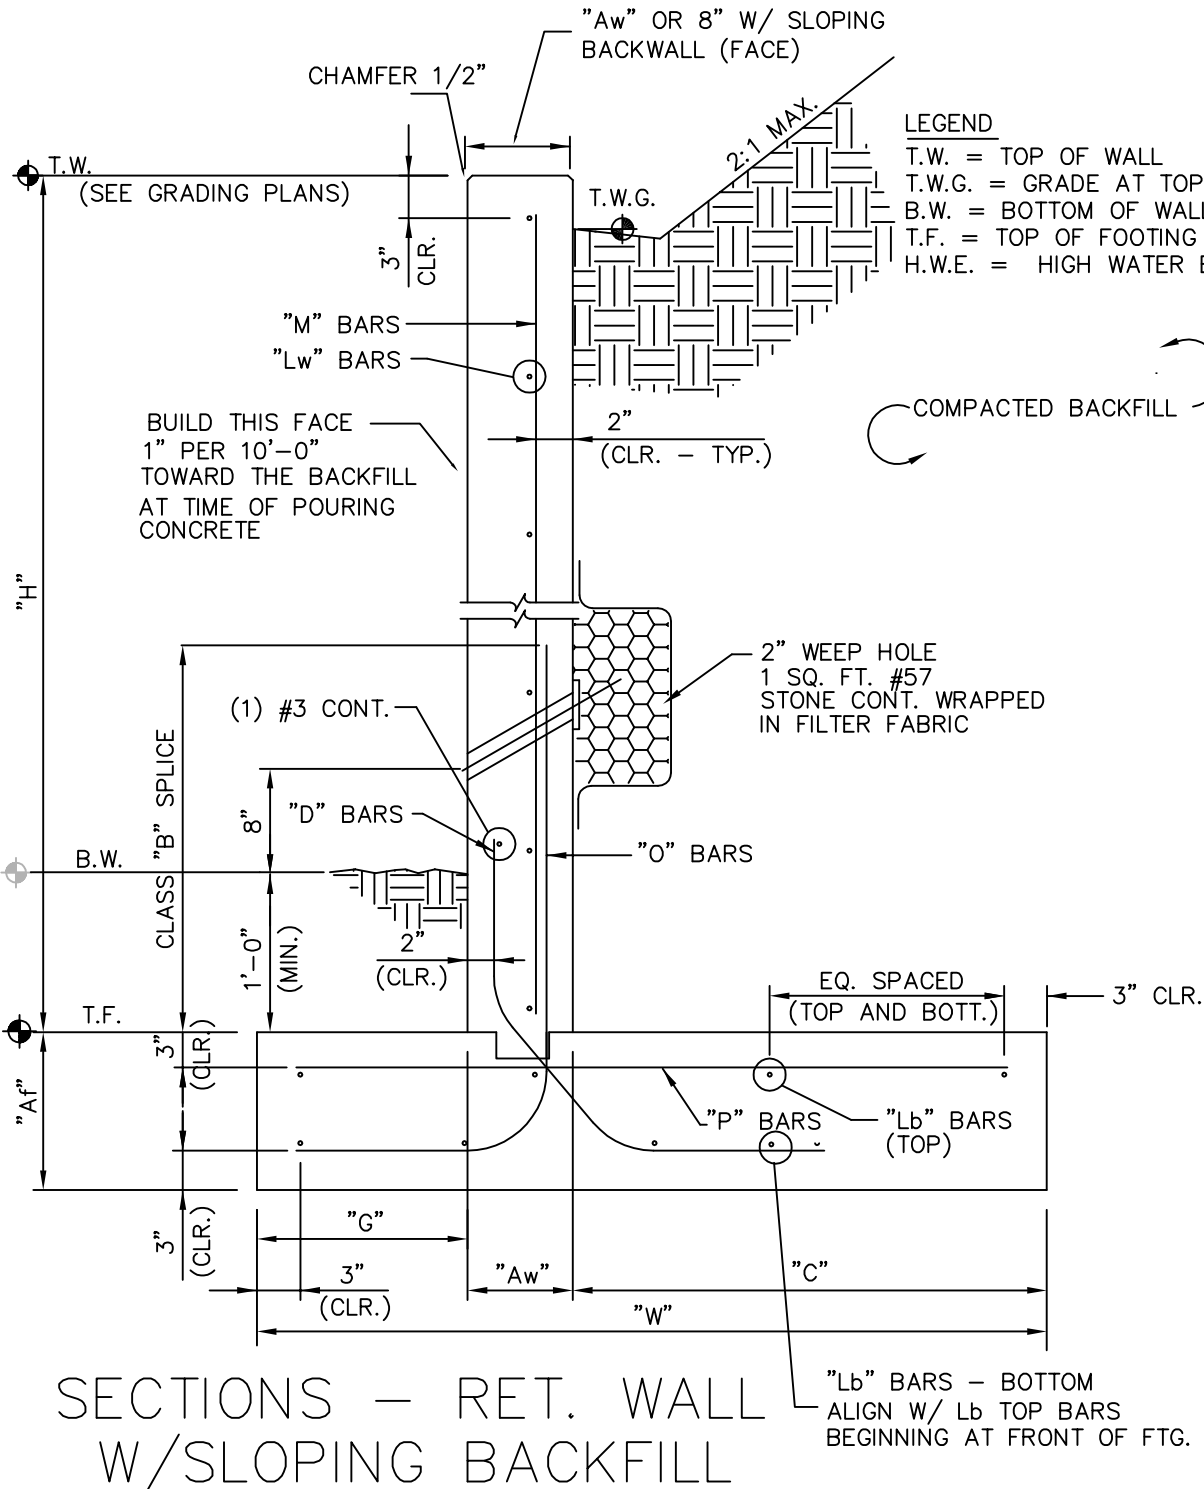 "Aw" OR 8" W/ SLOPING
BACKWALL (FACE)
CHAMFER 1/2"
2:1 MAX.
LEGEND
T.W. = TOP OF WALL
T.W.G. = GRADE AT TOP
B.W. = BOTTOM OF WALL
T.F. = TOP OF FOOTING
H.W.E. = HIGH WATER
T.W.
(SEE GRADING PLANS)
T.W.G.
3"
CLR.
"M" BARS
"Lw" BARS
COMPACTED BACKFILL
BUILD THIS FACE
1" PER 10'-0"
TOWARD THE BACKFILL
AT TIME OF POURING
CONCRETE
2"
(CLR. - TYP.)
"H"
2" WEEP HOLE
1 SQ. FT. #57
STONE CONT. WRAPPED
IN FILTER FABRIC
(1) #3 CONT.
CLASS "B" SPLICE
8"
"D" BARS
"O" BARS
B.W.
1'-0"
(MIN.)
2"
(CLR.)
EQ. SPACED
(TOP AND BOTT.)
3" CLR.
T.F.
3"
(CLR.)
"Af"
"P" BARS
"Lb" BARS
(TOP)
3"
(CLR.)
"G"
3"
(CLR.)
"Aw"
"C"
"W"
"Lb" BARS - BOTTOM
ALIGN W/ Lb TOP BARS
BEGINNING AT FRONT OF FTG.
SECTIONS - RET. WALL
W/SLOPING BACKFILL